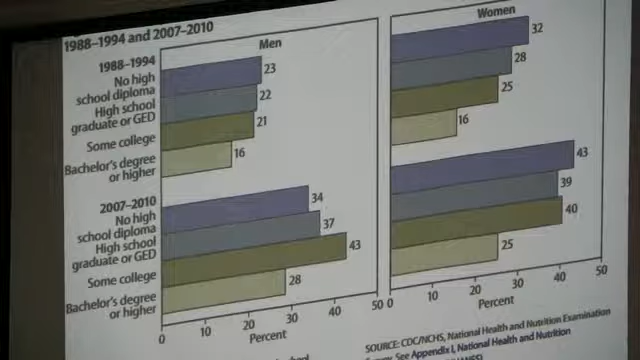 1988–1994 and 2007–2010
Men
Women
1988–1994
No high
school diploma
23
32
High school
graduate or GED
22
28
Some college
21
25
Bachelor's degree
or higher
16
16
2007–2010
No high
school diploma
34
43
High school
graduate or GED
37
39
Some college
43
40
Bachelor's degree
or higher
28
25
0 10 20 30 40 50
0 10 20 30 40 50
Percent
Percent
SOURCE: CDC/NCHS, National Health and Nutrition Examination
See Appendix I, National Health and Nutrition